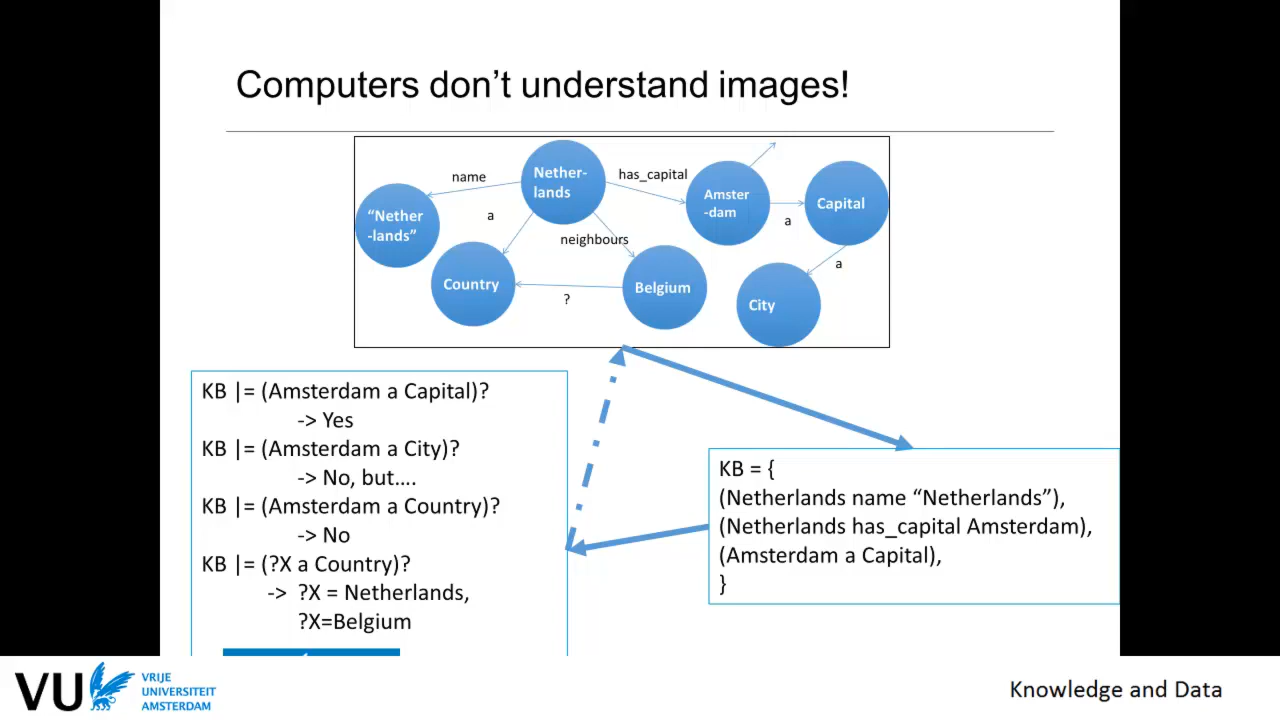 Computers don’t understand images!
name
Nether-
lands
has_capital
Amster
-dam
Capital
a
“Nether
-lands”
a
neighbours
a
Country
?
Belgium
City
KB |= (Amsterdam a Capital)?
-> Yes
KB |= (Amsterdam a City)?
-> No, but....
KB |= (Amsterdam a Country)?
-> No
KB |= (?X a Country)?
-> ?X = Netherlands,
?X=Belgium
KB = {
(Netherlands name “Netherlands”),
(Netherlands has_capital Amsterdam),
(Amsterdam a Capital),
}
VU
VRIJE
UNIVERSITEIT
AMSTERDAM
Knowledge and Data